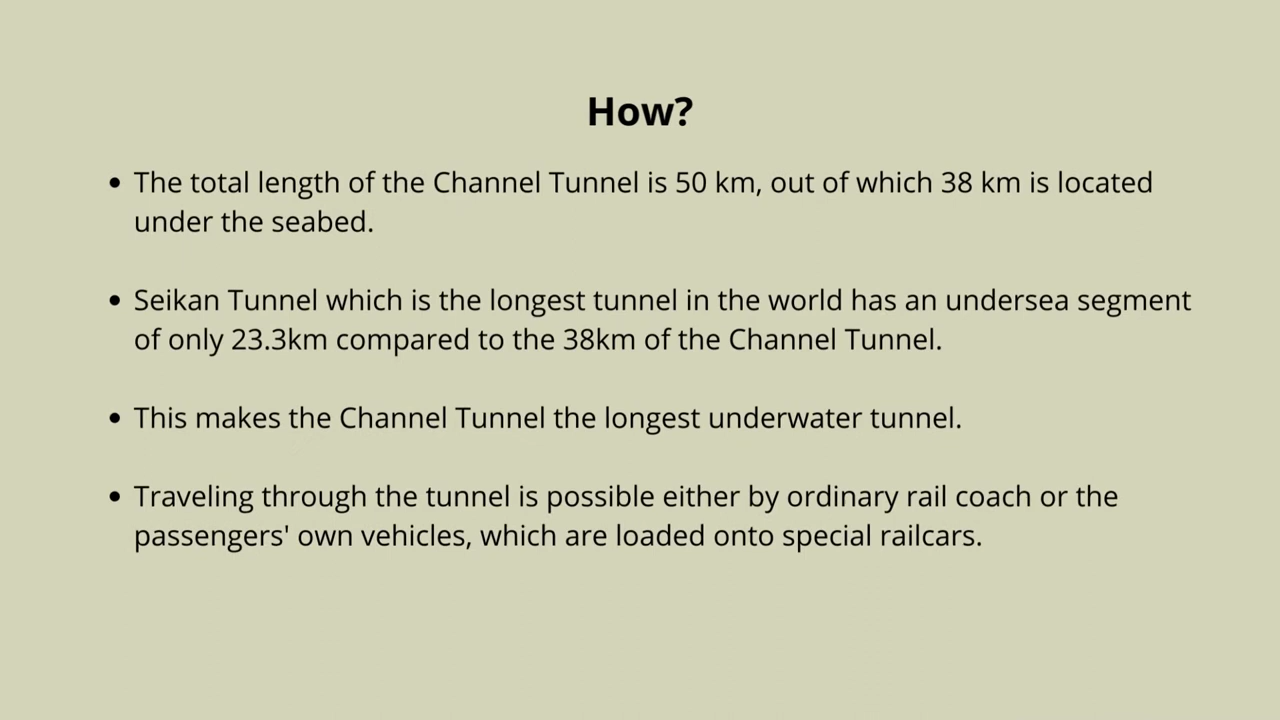 How?
• The total length of the Channel Tunnel is 50 km, out of which 38 km is located
under the seabed.
• Seikan Tunnel which is the longest tunnel in the world has an undersea segment
of only 23.3km compared to the 38km of the Channel Tunnel.
• This makes the Channel Tunnel the longest underwater tunnel.
• Traveling through the tunnel is possible either by ordinary rail coach or the
passengers' own vehicles, which are loaded onto special railcars.